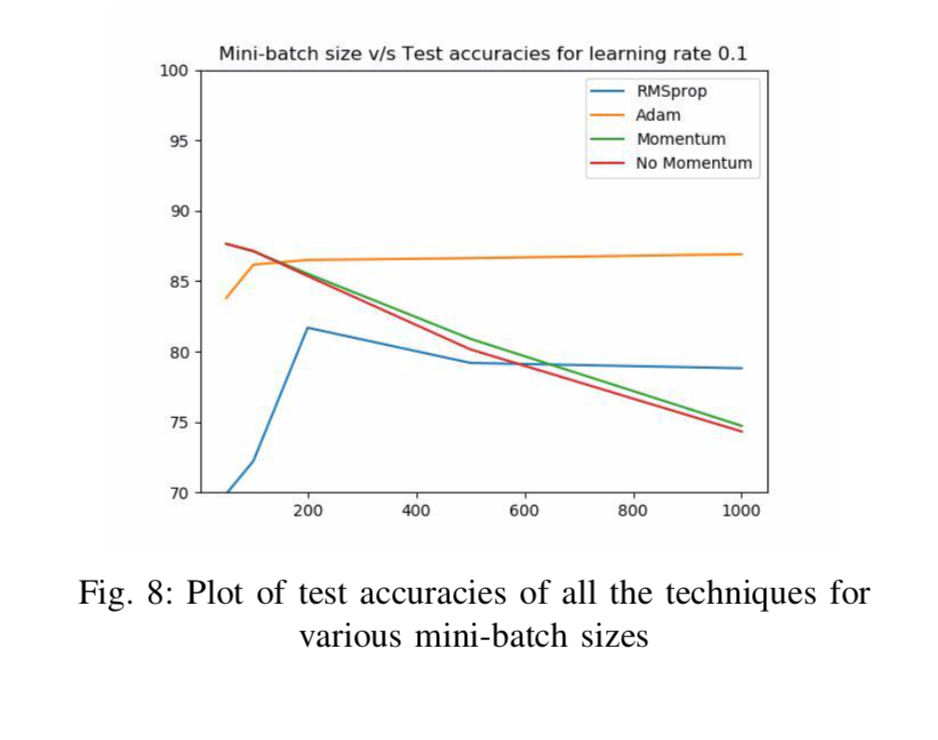 Mini-batch size v/s Test accuracies for learning rate 0.1
100
95
90
85
80
75
70
RMSprop
Adam
Momentum
No Momentum
200 400 600 800 1000
Fig. 8: Plot of test accuracies of all the techniques for
various mini-batch sizes